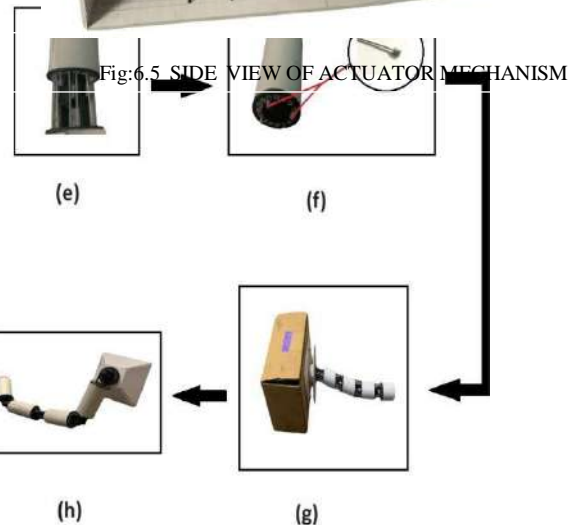 Fig:6.5 SIDE VIEW OF ACTUATOR MECHANISM
(e)
(f)
(h)
(g)